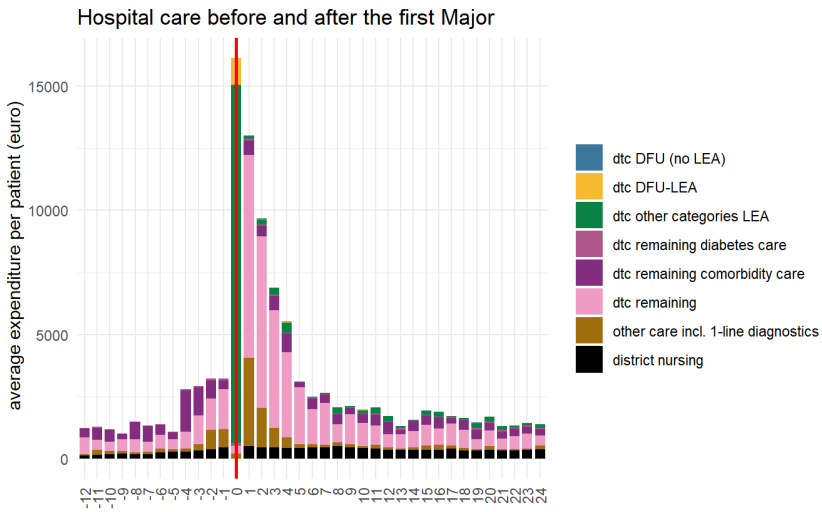 Hospital care before and after the first Major
average expenditure per patient (euro)
15000
10000
5000
0
-12 -11 -10 -9 -8 -7 -6 -5 -4 -3 -2 -1 0 1 2 3 4 5 6 7 8 9 10 11 12 13 14 15 16 17 18 19 20 21 22 23 24
dtc DFU (no LEA)
dtc DFU-LEA
dtc other categories LEA
dtc remaining diabetes care
dtc remaining comorbidity care
dtc remaining
other care incl. 1-line diagnostics
district nursing